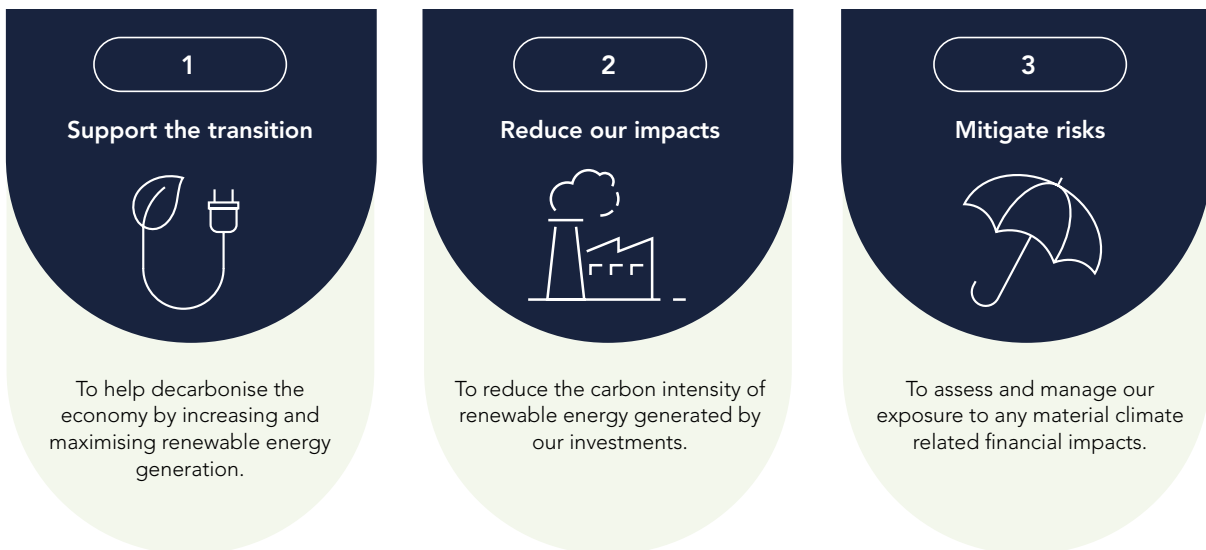 1
Support the transition
To help decarbonise the
economy by increasing and
maximising renewable energy
generation.
2
Reduce our impacts
To reduce the carbon intensity of
renewable energy generated by
our investments.
3
Mitigate risks
To assess and manage our
exposure to any material climate
related financial impacts.